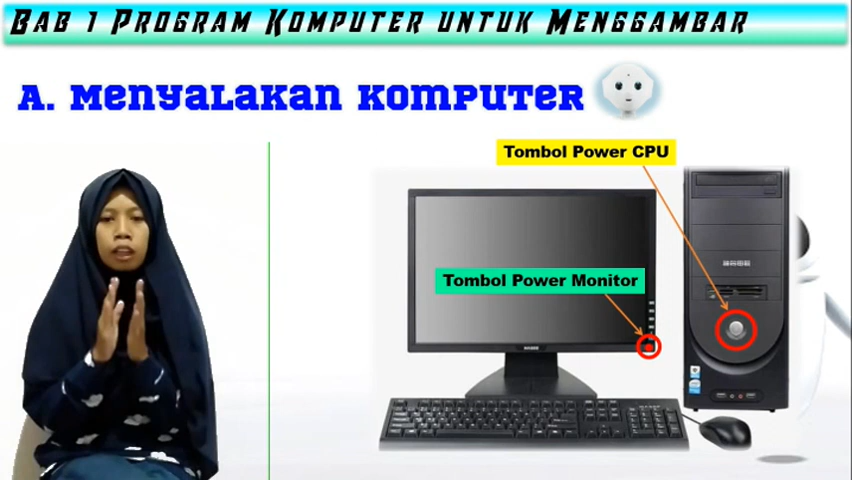 Bab 1 Program Komputer untuk Menggambar
A. Menyalakan Komputer
Tombol Power CPU
Tombol Power Monitor